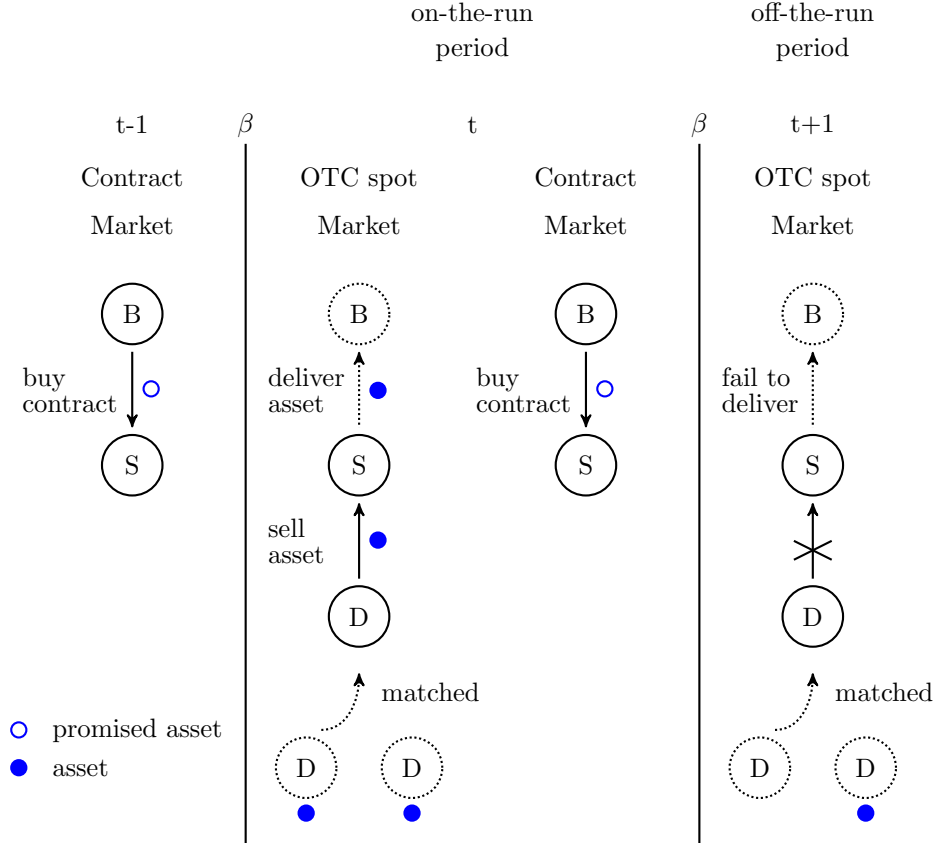 on-the-run
period
off-the-run
period
t-1
β
t
β
t+1
Contract
Market
OTC spot
Market
Contract
Market
OTC spot
Market
B
B
B
B
buy
contract
deliver
asset
buy
contract
fail to
deliver
S
S
S
S
sell
asset
D
D
matched
matched
promised asset
asset
D
D
D
D